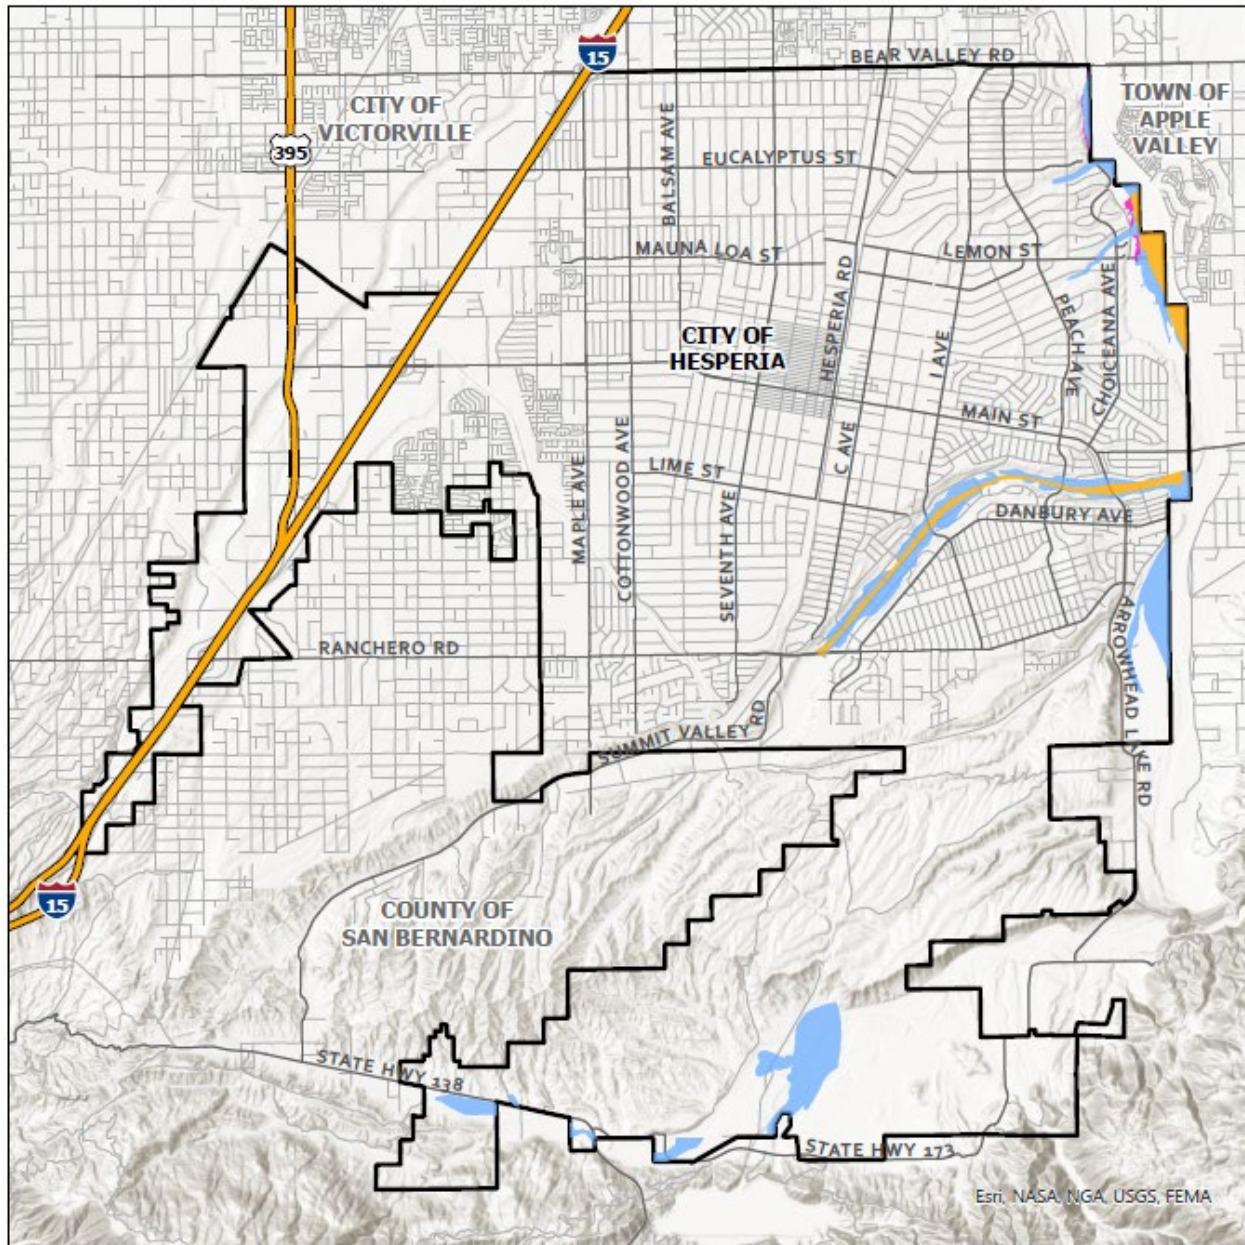 15
BEAR VALLEY RD
CITY OF
VICTORVILLE
TOWN OF
APPLE
VALLEY
395
BALSAM AVE
EUCALYPTUS ST
MAUNA LOA ST
LEMON ST
HESPERIA RD
PEACH AVE
CHOICEANA AVE
CITY OF
HESPERIA
I AVE
MAIN ST
C AVE
LIME ST
MAPLE AVE
COTTONWOOD AVE
SEVENTH AVE
DANBURY AVE
RANCHERO RD
ARROWHEAD LAKE RD
SUMMIT VALLEY RD
15
COUNTY OF
SAN BERNARDINO
STATE HWY 138
STATE HWY 173
Esri, NASA, NGA, USGS, FEMA